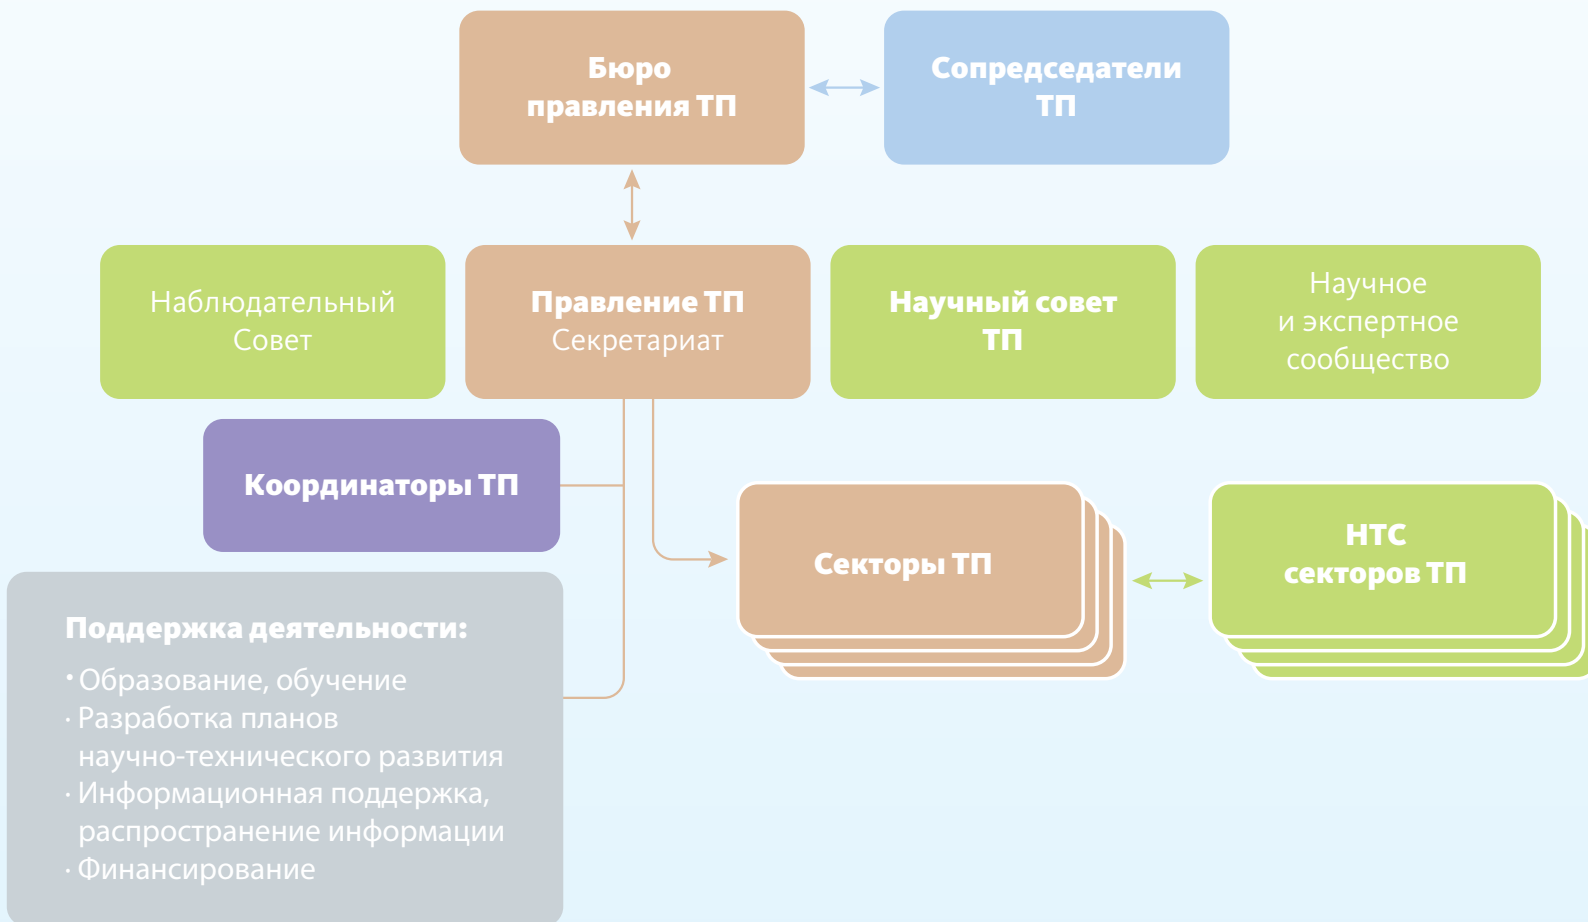 Бюро
правления ТП
Сопредседатели
ТП
Наблюдательный
Совет
Правление ТП
Секретариат
Научный совет
ТП
Научное
и экспертное
сообщество
Координаторы ТП
Секторы ТП
НТС
секторов ТП
Поддержка деятельности:
· Образование, обучение
· Разработка планов
научно-технического развития
· Информационная поддержка,
распространение информации
· Финансирование